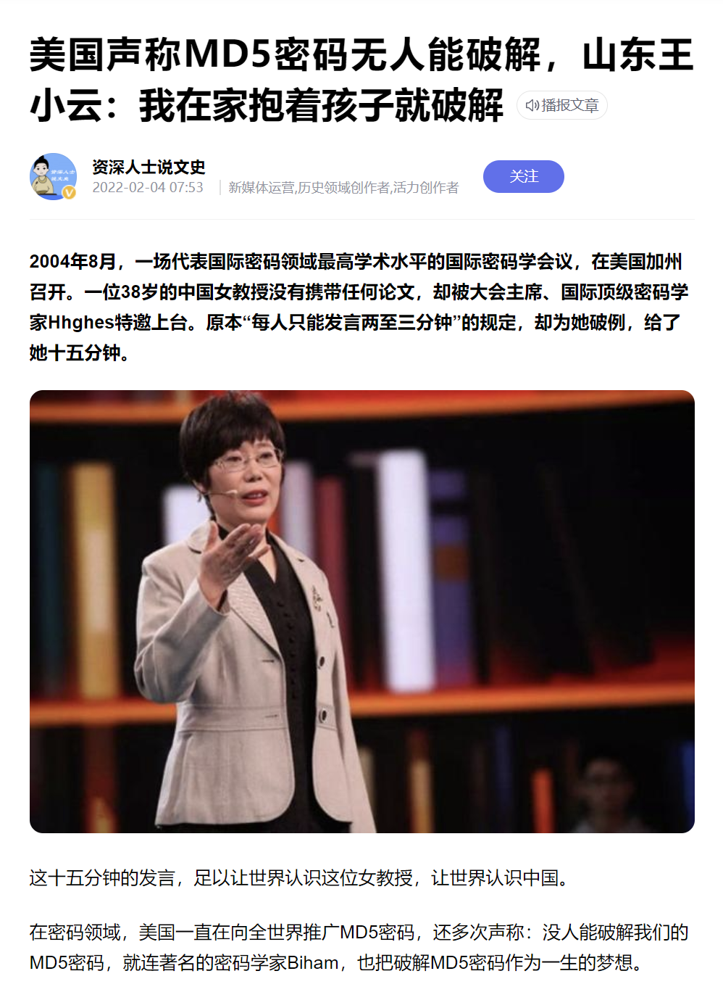 美国声称MD5密码无人能破解，山东王
小云：我在家抱着孩子就破解
播报文章
资深人士说文史
2022-02-04 07:53
新媒体运营,历史领域创作者,活力创作者
关注
2004年8月，一场代表国际密码领域最高学术水平的国际密码学会议，在美国加州
召开。一位38岁的中国女教授没有携带任何论文，却被大会主席、国际顶级密码学
家Hhghes特邀上台。原本“每人只能发言两至三分钟”的规定，却为她破例，给了
她十五分钟。
这十五分钟的发言，足以让世界认识这位女教授，让世界认识中国。
在密码领域，美国一直在向全世界推广MD5密码，还多次声称：没人能破解我们的
MD5密码，就连著名的密码学家Biham，也把破解MD5密码作为一生的梦想。